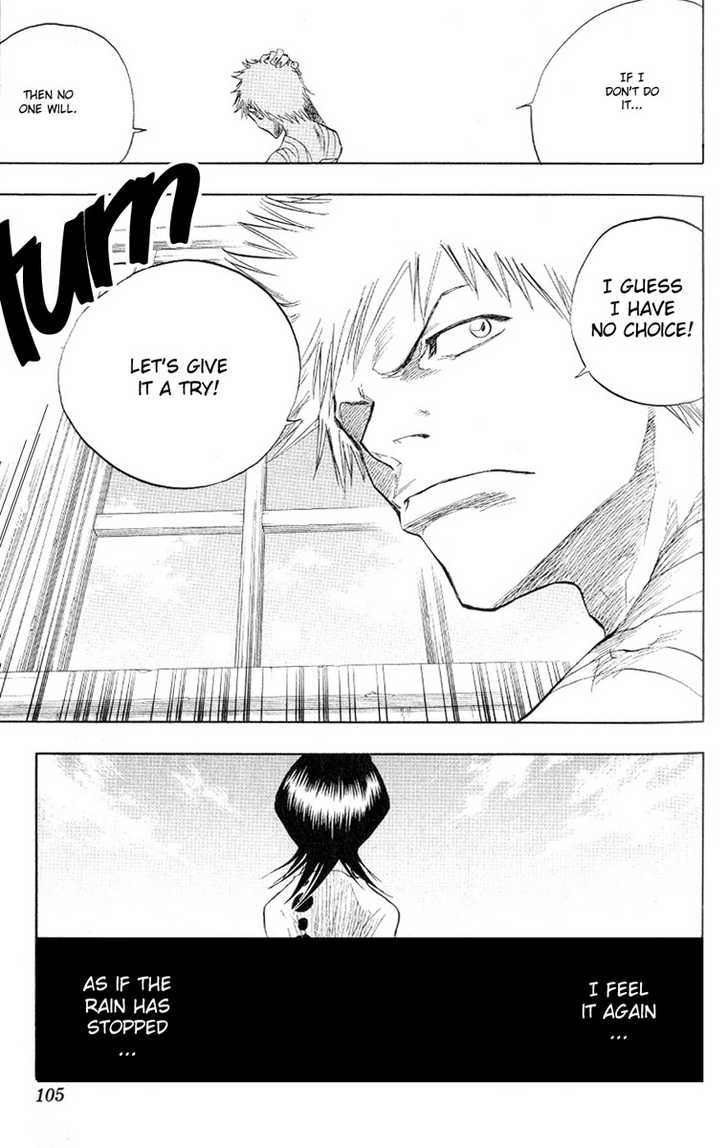 IF I
DON'T DO
IT...
THEN NO
ONE WILL.
I GUESS
I HAVE
NO CHOICE!
turn
LET'S GIVE
IT A TRY!
I FEEL
IT AGAIN
...
AS IF THE
RAIN HAS
STOPPED
...
105